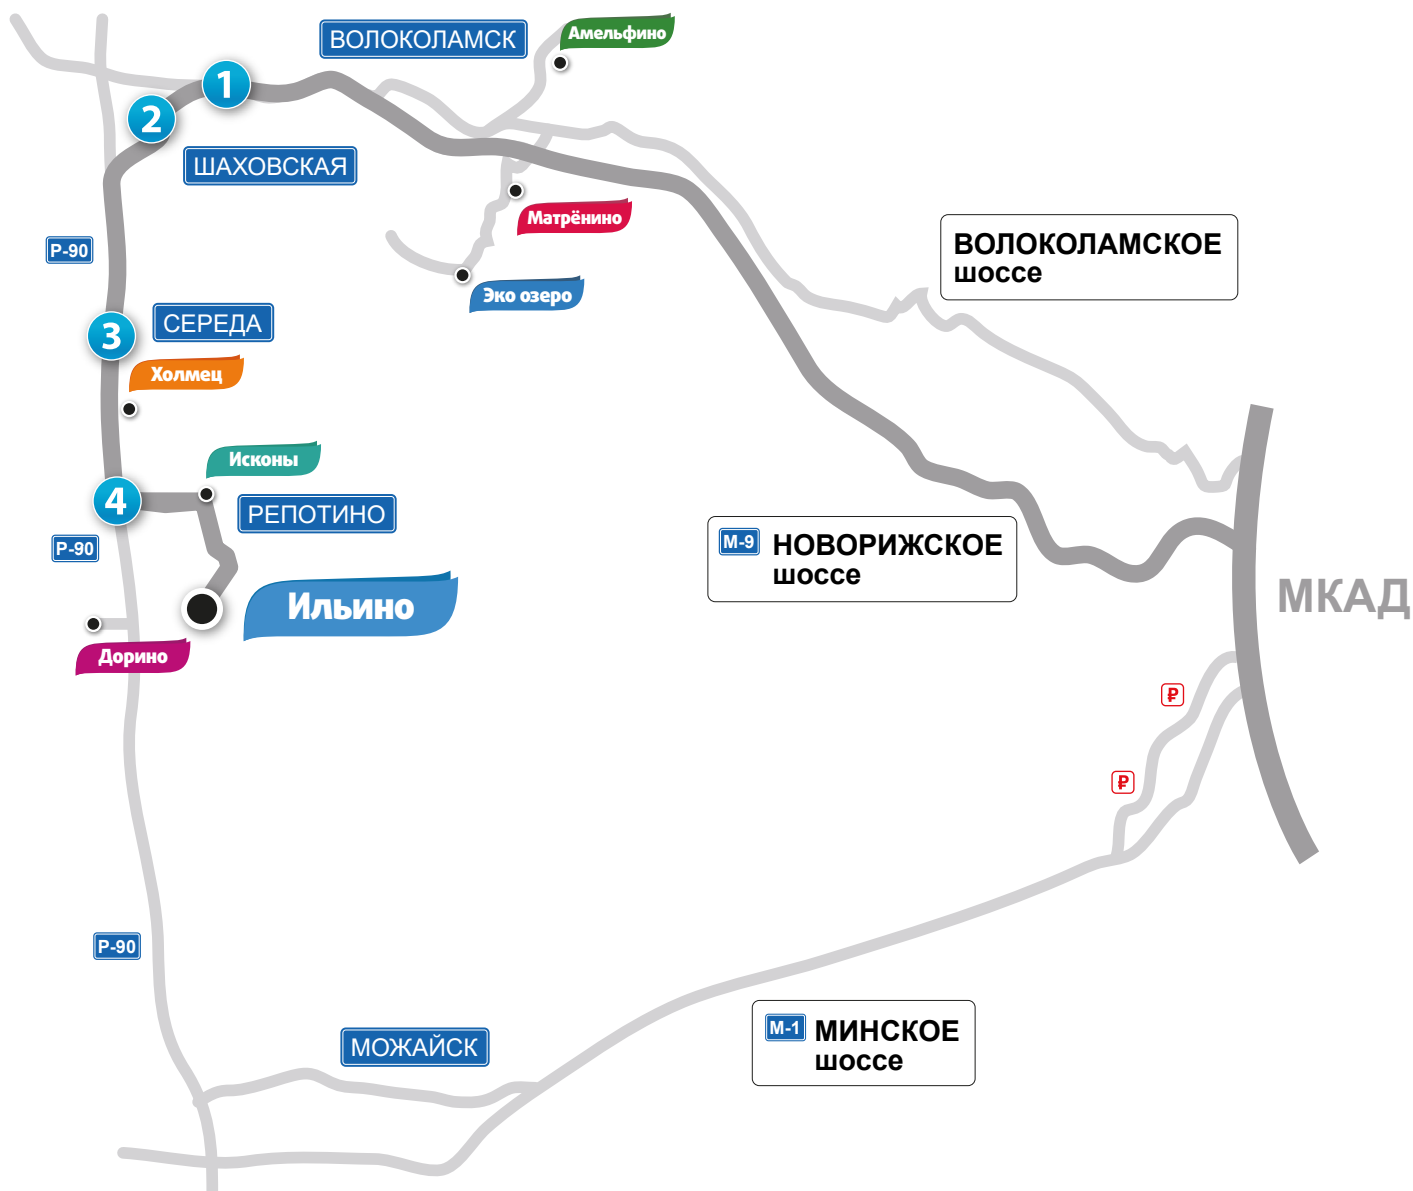 ВОЛОКОЛАМСК
Амельфино
1
2
ШАХОВСКАЯ
Матрёнино
Р-90
ВОЛОКОЛАМСКОЕ
шоссе
Эко озеро
3
СЕРЕДА
Холмец
Исконы
4
РЕПОТИНО
Р-90
М-9 НОВОРИЖСКОЕ
шоссе
Ильино
МКАД
Дорино
₽
₽
Р-90
М-1 МИНСКОЕ
шоссе
МОЖАЙСК